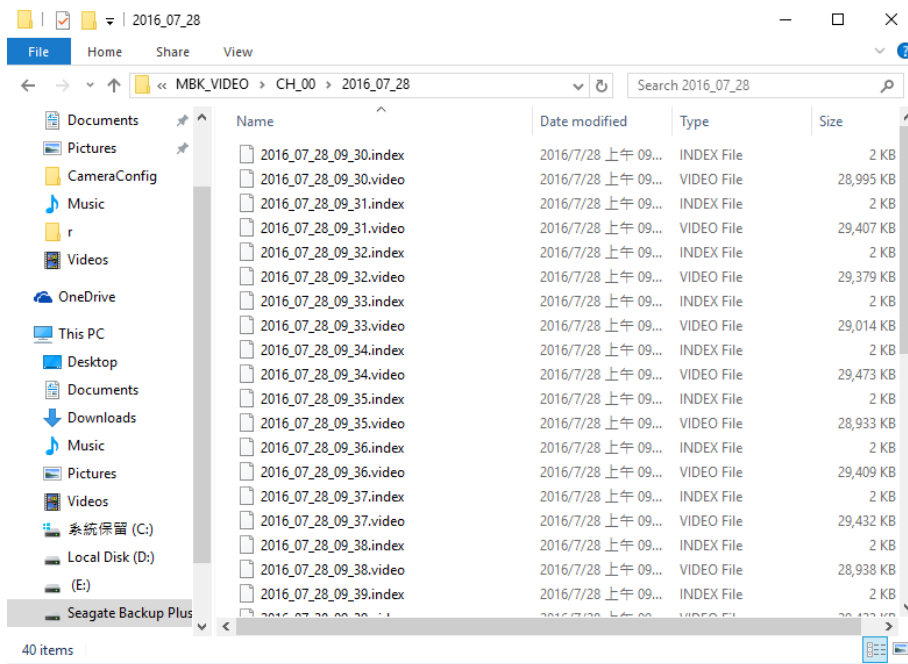 2016_07_28
File Home Share View
« MBK_VIDEO > CH_00 > 2016_07_28 Search 2016_07_28
Documents
Pictures
CameraConfig
Music
r
Videos
OneDrive
This PC
Desktop
Documents
Downloads
Music
Pictures
Videos
系統保留 (C:)
Local Disk (D:)
(E:)
Seagate Backup Plus
Name Date modified Type Size
2016_07_28_09_30.index 2016/7/28 上午 09... INDEX File 2 KB
2016_07_28_09_30.video 2016/7/28 上午 09... VIDEO File 28,995 KB
2016_07_28_09_31.index 2016/7/28 上午 09... INDEX File 2 KB
2016_07_28_09_31.video 2016/7/28 上午 09... VIDEO File 29,407 KB
2016_07_28_09_32.index 2016/7/28 上午 09... INDEX File 2 KB
2016_07_28_09_32.video 2016/7/28 上午 09... VIDEO File 29,379 KB
2016_07_28_09_33.index 2016/7/28 上午 09... INDEX File 2 KB
2016_07_28_09_33.video 2016/7/28 上午 09... VIDEO File 29,014 KB
2016_07_28_09_34.index 2016/7/28 上午 09... INDEX File 2 KB
2016_07_28_09_34.video 2016/7/28 上午 09... VIDEO File 29,473 KB
2016_07_28_09_35.index 2016/7/28 上午 09... INDEX File 2 KB
2016_07_28_09_35.video 2016/7/28 上午 09... VIDEO File 28,933 KB
2016_07_28_09_36.index 2016/7/28 上午 09... INDEX File 2 KB
2016_07_28_09_36.video 2016/7/28 上午 09... VIDEO File 29,409 KB
2016_07_28_09_37.index 2016/7/28 上午 09... INDEX File 2 KB
2016_07_28_09_37.video 2016/7/28 上午 09... VIDEO File 29,432 KB
2016_07_28_09_38.index 2016/7/28 上午 09... INDEX File 2 KB
2016_07_28_09_38.video 2016/7/28 上午 09... VIDEO File 28,938 KB
2016_07_28_09_39.index 2016/7/28 上午 09... INDEX File 2 KB
40 items